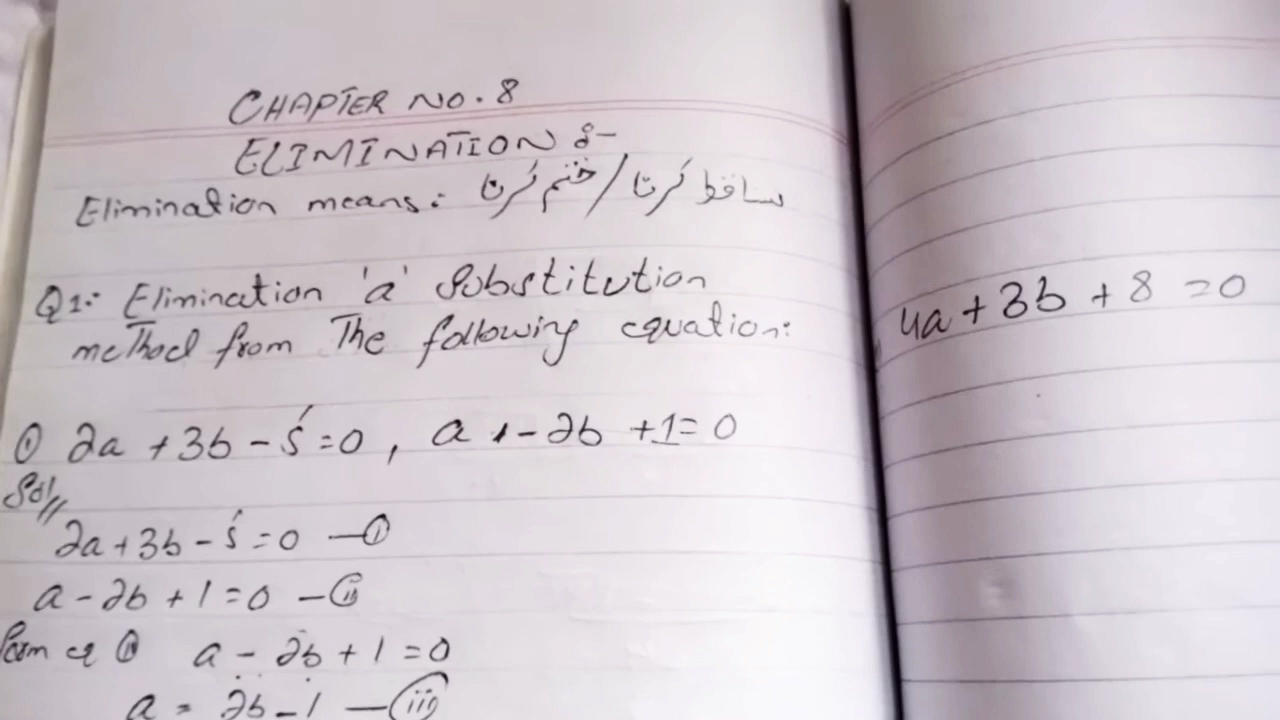 CHAPTER NO. 8
ELIMINATION :-
Elimination means: ساقط کرنا / ختم کرنا
Q1:- Elimination 'a' Substitution
method from The following equation:
① 2a + 3b - 5 = 0 , a - 2b + 1 = 0
Sol//
2a + 3b - 5 = 0 —①
a - 2b + 1 = 0 —ⓘⓘ
a - 2b + 1 = 0
a = 2b - 1 —(iii)
4a + 3b + 8 = 0